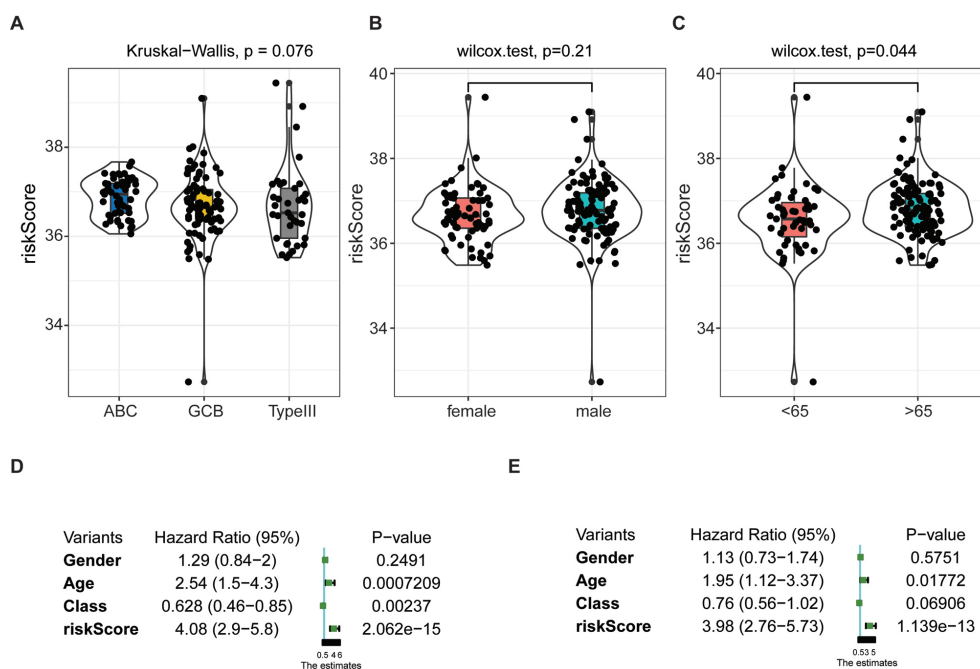 A
Kruskal−Wallis, p = 0.076
riskScore
38
36
34
ABC GCB TypeIII
B
wilcox.test, p=0.21
riskScore
40
38
36
34
female male
C
wilcox.test, p=0.044
riskScore
40
38
36
34
<65 >65
D
Variants Hazard Ratio (95%) P−value
Gender 1.29 (0.84−2) 0.2491
Age 2.54 (1.5−4.3) 0.0007209
Class 0.628 (0.46−0.85) 0.00237
riskScore 4.08 (2.9−5.8) 2.062e−15
0.5 4 6
The estimates
E
Variants Hazard Ratio (95%) P−value
Gender 1.13 (0.73−1.74) 0.5751
Age 1.95 (1.12−3.37) 0.01772
Class 0.76 (0.56−1.02) 0.06906
riskScore 3.98 (2.76−5.73) 1.139e−13
0.53 5
The estimates